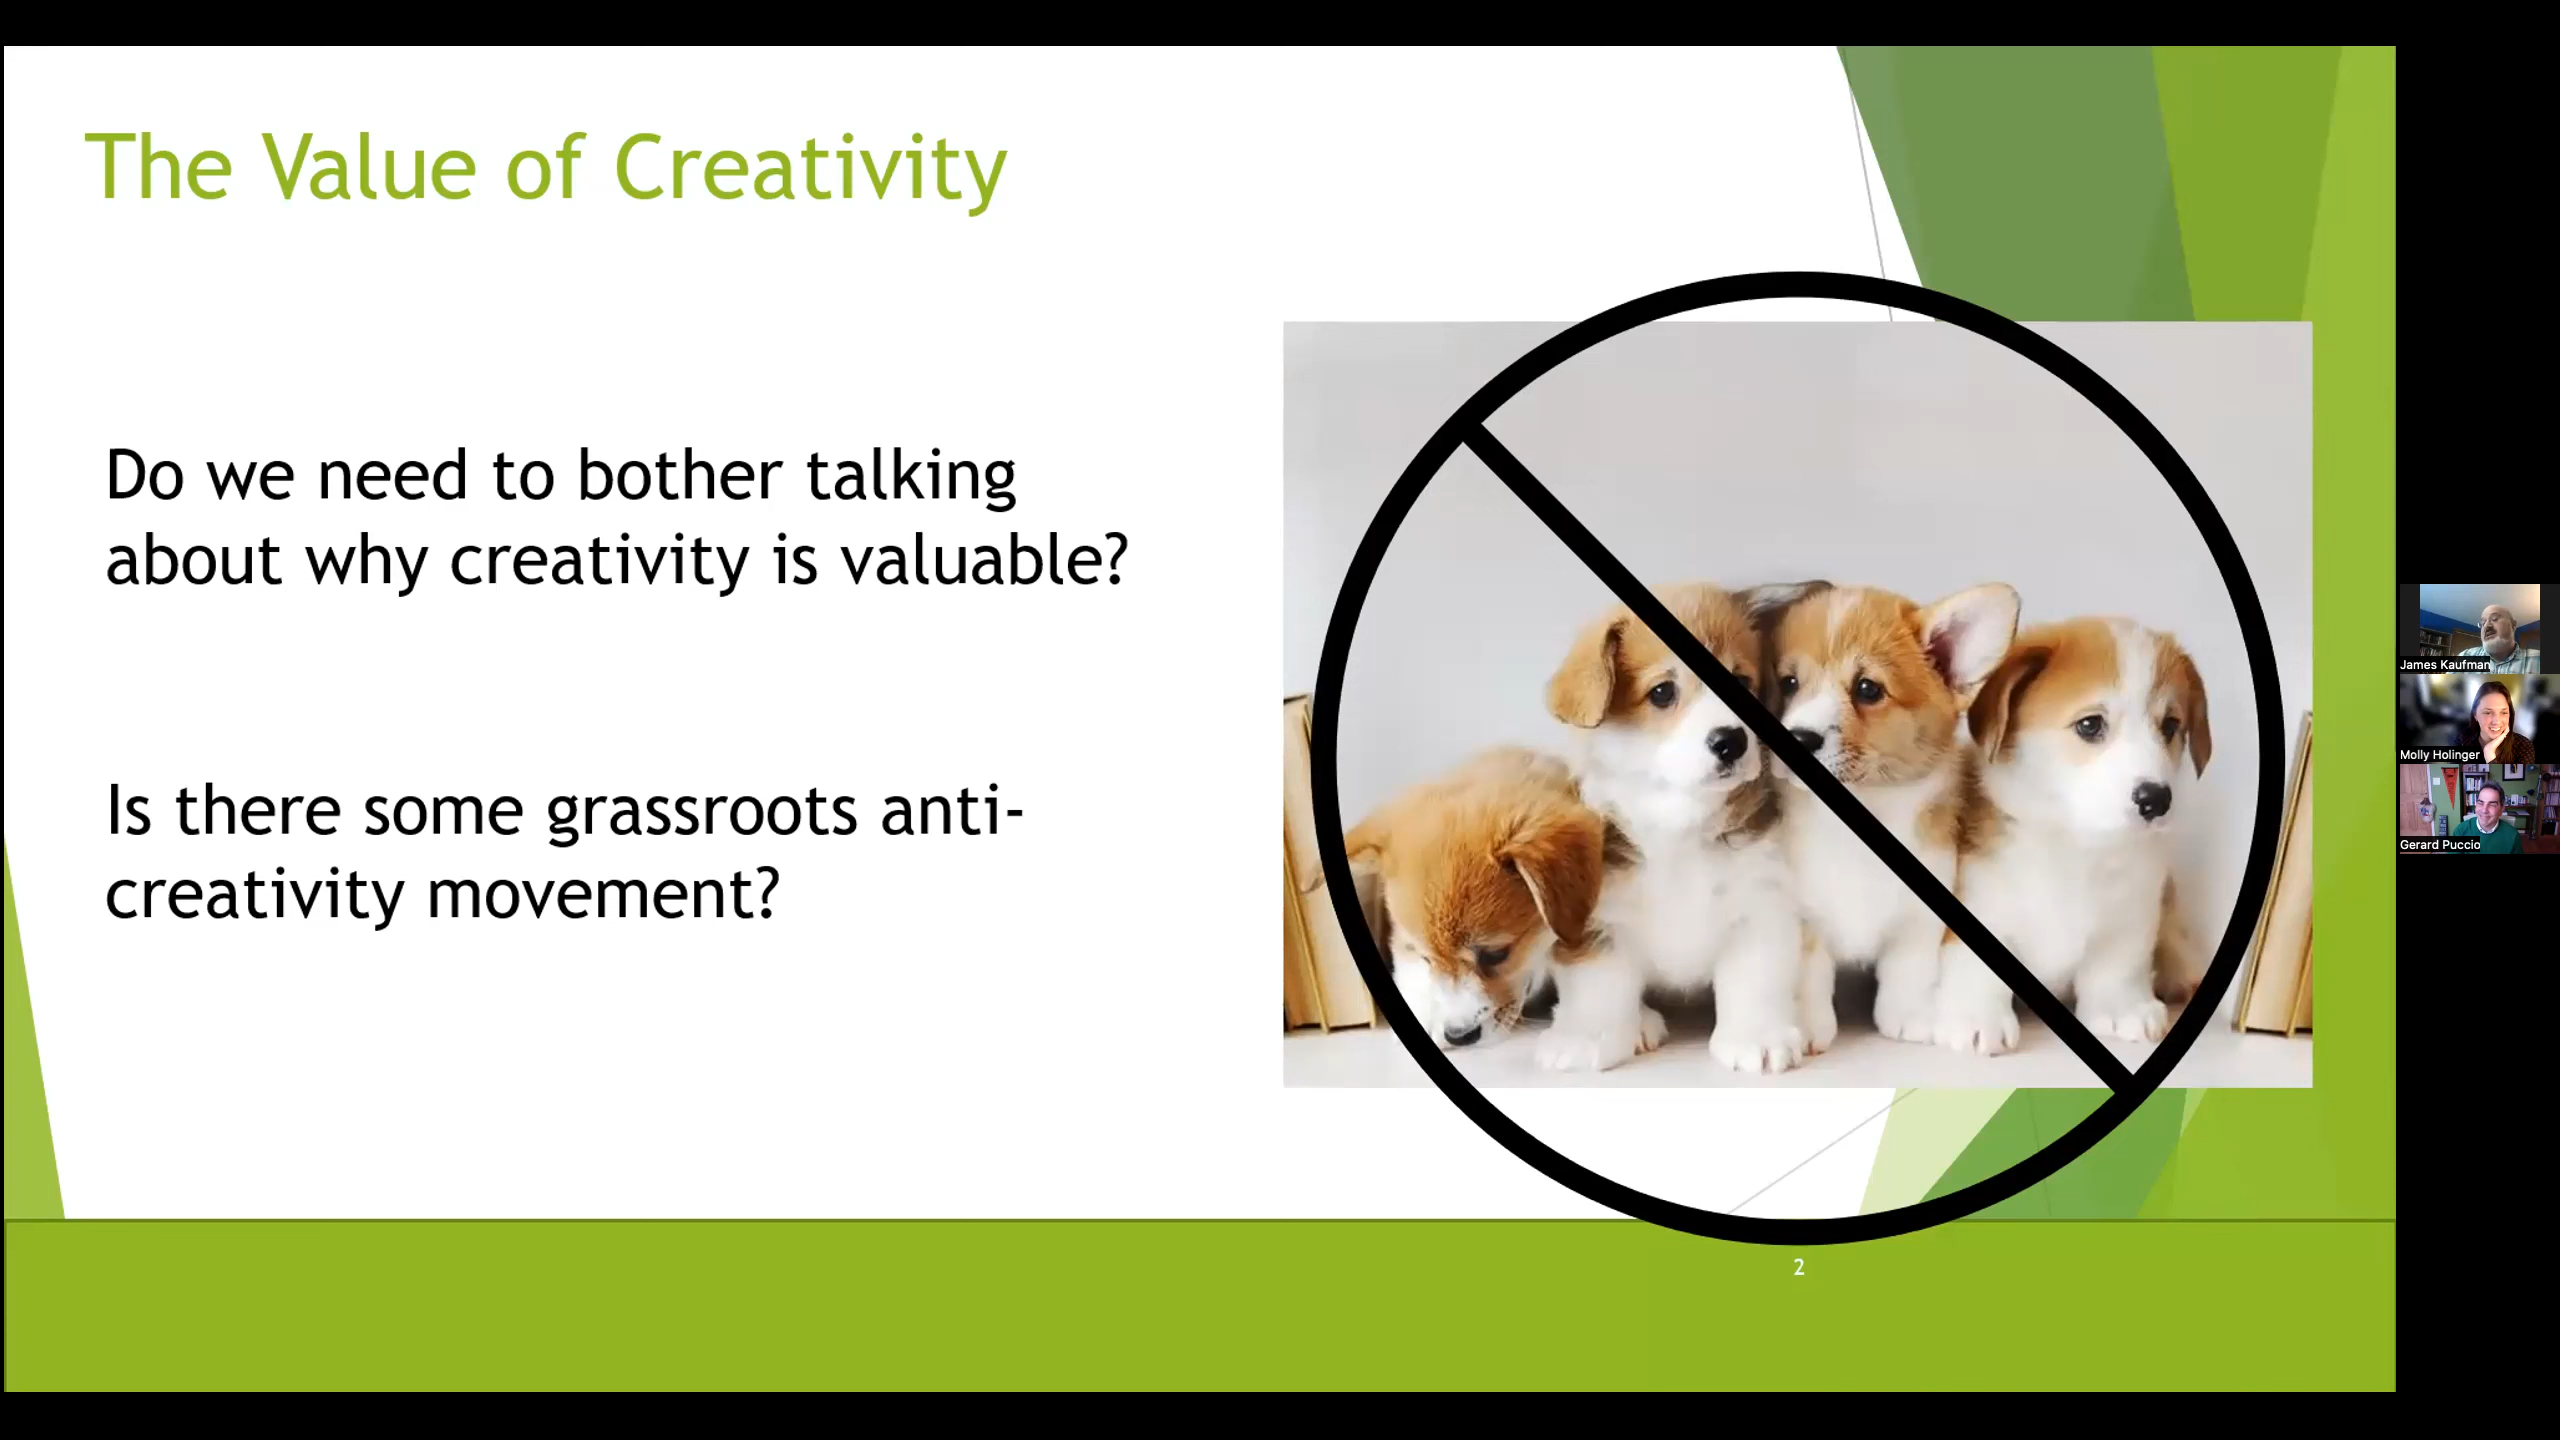 The Value of Creativity
Do we need to bother talking
about why creativity is valuable?
Is there some grassroots anti-
creativity movement?
2
James Kaufman
Molly Holinger
Gerard Puccio